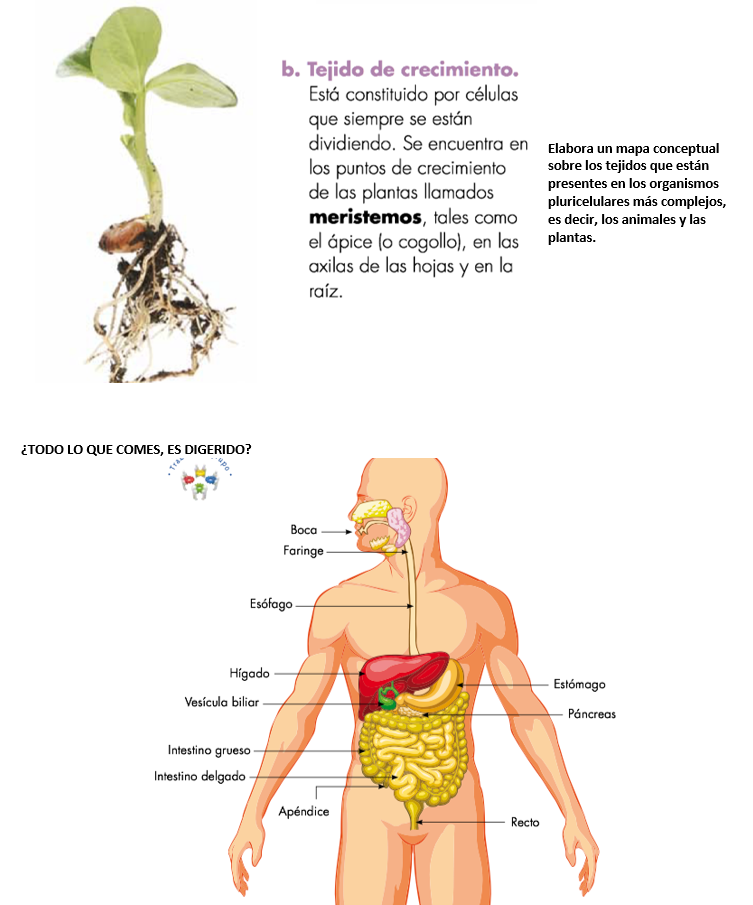 b. Tejido de crecimiento.
Está constituido por células
que siempre se están
dividiendo. Se encuentra en
los puntos de crecimiento
de las plantas llamados
meristemos, tales como
el ápice (o cogollo), en las
axilas de las hojas y en la
raíz.
Elabora un mapa conceptual
sobre los tejidos que están
presentes en los organismos
pluricelulares más complejos,
es decir, los animales y las
plantas.
¿TODO LO QUE COMES, ES DIGERIDO?
Boca
Faringe
Esófago
Hígado
Estómago
Vesícula biliar
Páncreas
Intestino grueso
Intestino delgado
Apéndice
Recto